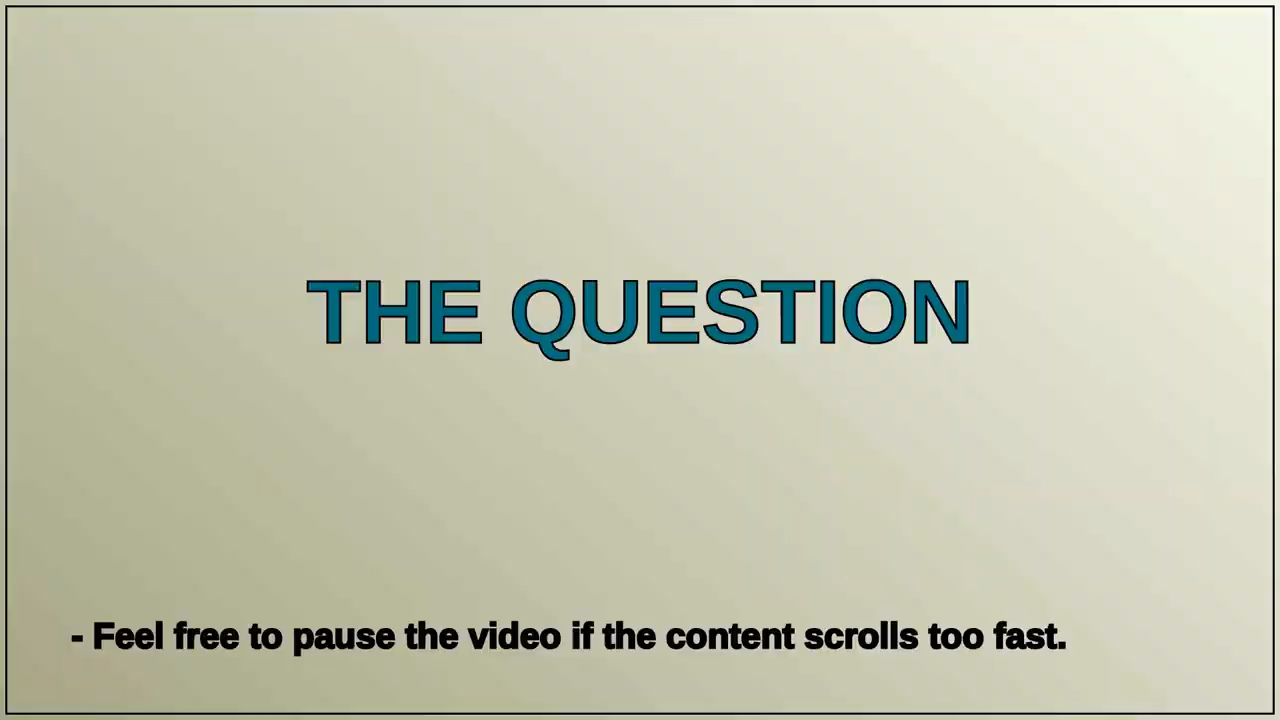 THE QUESTION
- Feel free to pause the video if the content scrolls too fast.